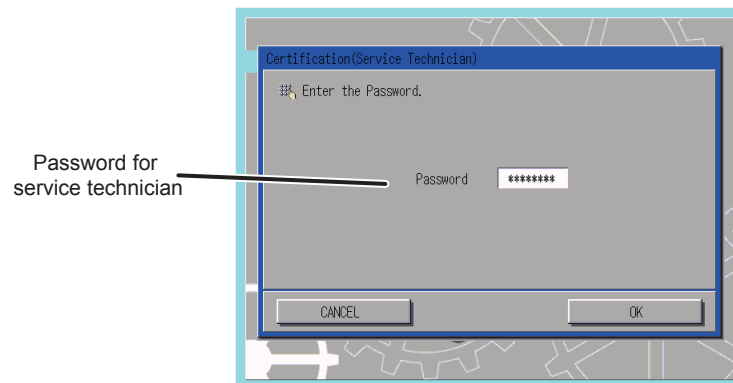 Certification(Service Technician)
Enter the Password.
Password for
service technician
Password
********
CANCEL
OK